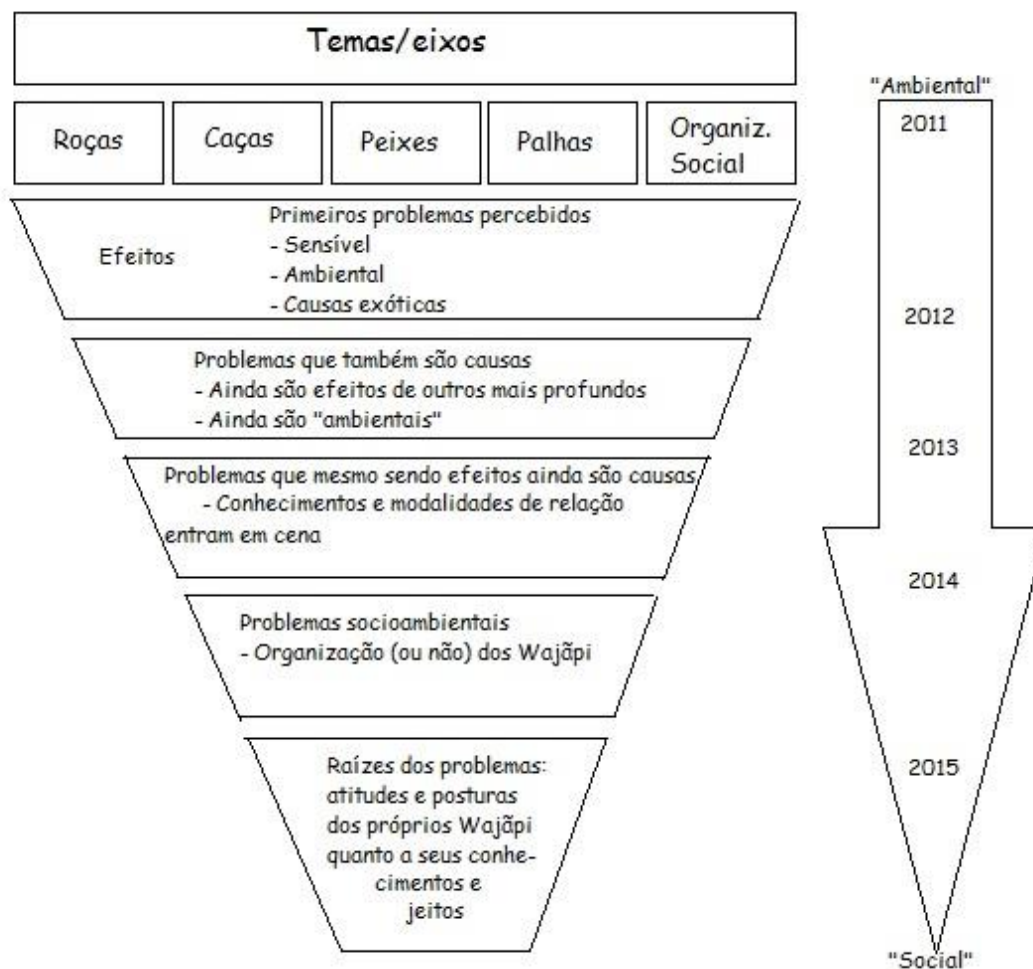 Temas/eixos
Roças
Caças
Peixes
Palhas
Organiz.
Social
Efeitos
Primeiros problemas percebidos
- Sensível
- Ambiental
- Causas exóticas
Problemas que também são causas
- Ainda são efeitos de outros mais profundos
- Ainda são "ambientais"
Problemas que mesmo sendo efeitos ainda são causas
- Conhecimentos e modalidades de relação
entram em cena
Problemas socioambientais
- Organização (ou não) dos Wajãpi
Raízes dos problemas:
atitudes e posturas
dos próprios Wajãpi
quanto a seus conhe-
cimentos e
jeitos
"Ambiental"
2011
2012
2013
2014
2015
"Social"